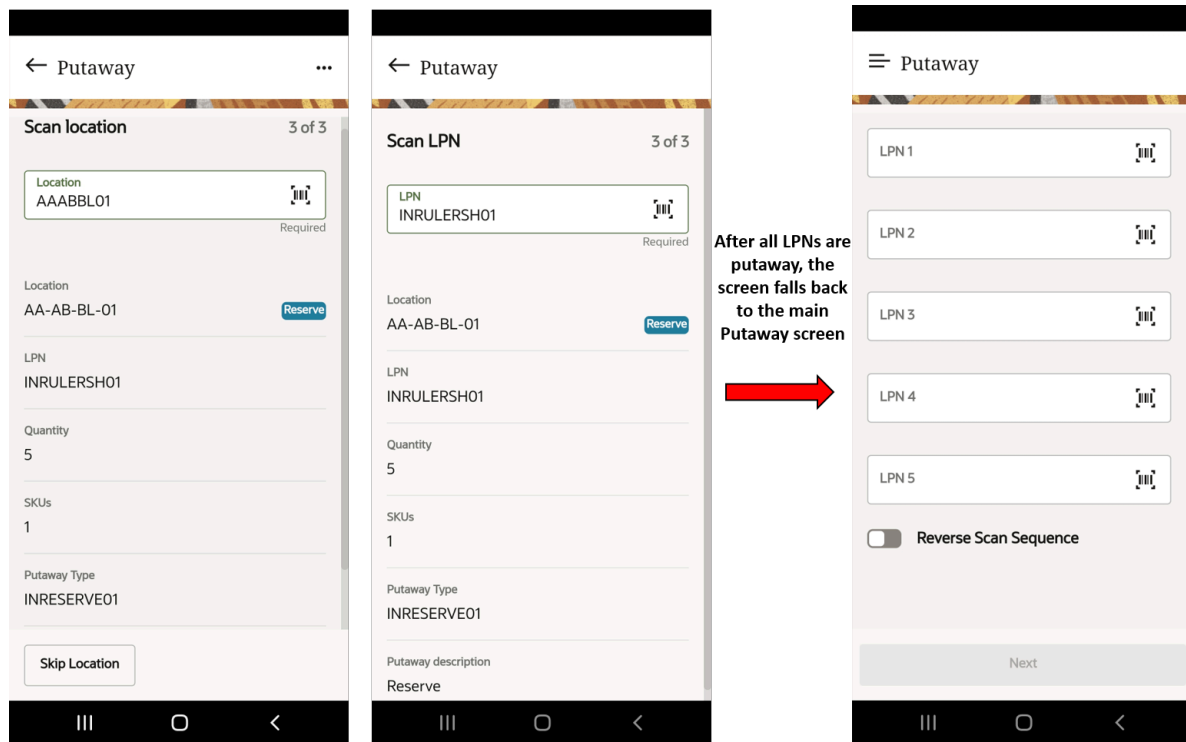 Putaway
Scan location
3 of 3
Location
AAABBL01
Required
Location
AA-AB-BL-01
Reserve
LPN
INRULERSH01
Quantity
5
SKUs
1
Putaway Type
INRESERVE01
Skip Location
Putaway
Scan LPN
3 of 3
LPN
INRULERSH01
Required
Location
AA-AB-BL-01
Reserve
LPN
INRULERSH01
Quantity
5
SKUs
1
Putaway Type
INRESERVE01
Putaway description
Reserve
After all LPNs are
putaway, the
screen falls back
to the main
Putaway screen
Putaway
LPN 1
LPN 2
LPN 3
LPN 4
LPN 5
Reverse Scan Sequence
Next